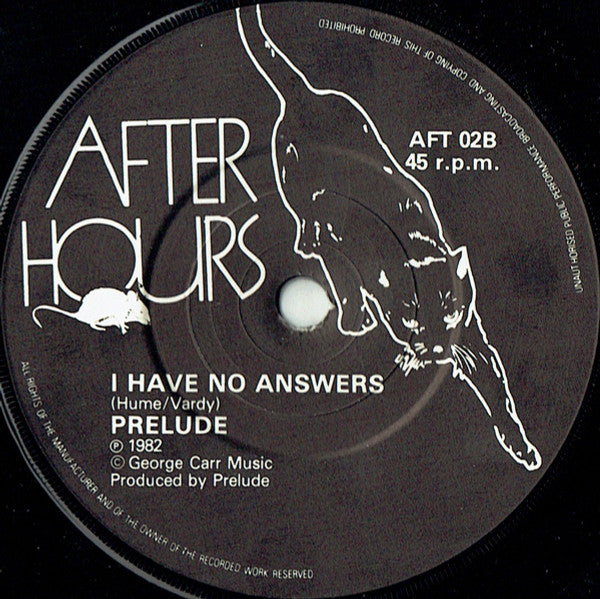 AFTER
HOURS
AFT 02B
45 r.p.m.
I HAVE NO ANSWERS
(Hume/Vardy)
PRELUDE
℗ 1982
© George Carr Music
Produced by Prelude
ALL RIGHTS OF THE MANUFACTURER AND OF THE OWNER OF THE RECORDED WORK RESERVED
UNAUTHORISED PUBLIC PERFORMANCE BROADCASTING AND COPYING OF THIS RECORD PROHIBITED